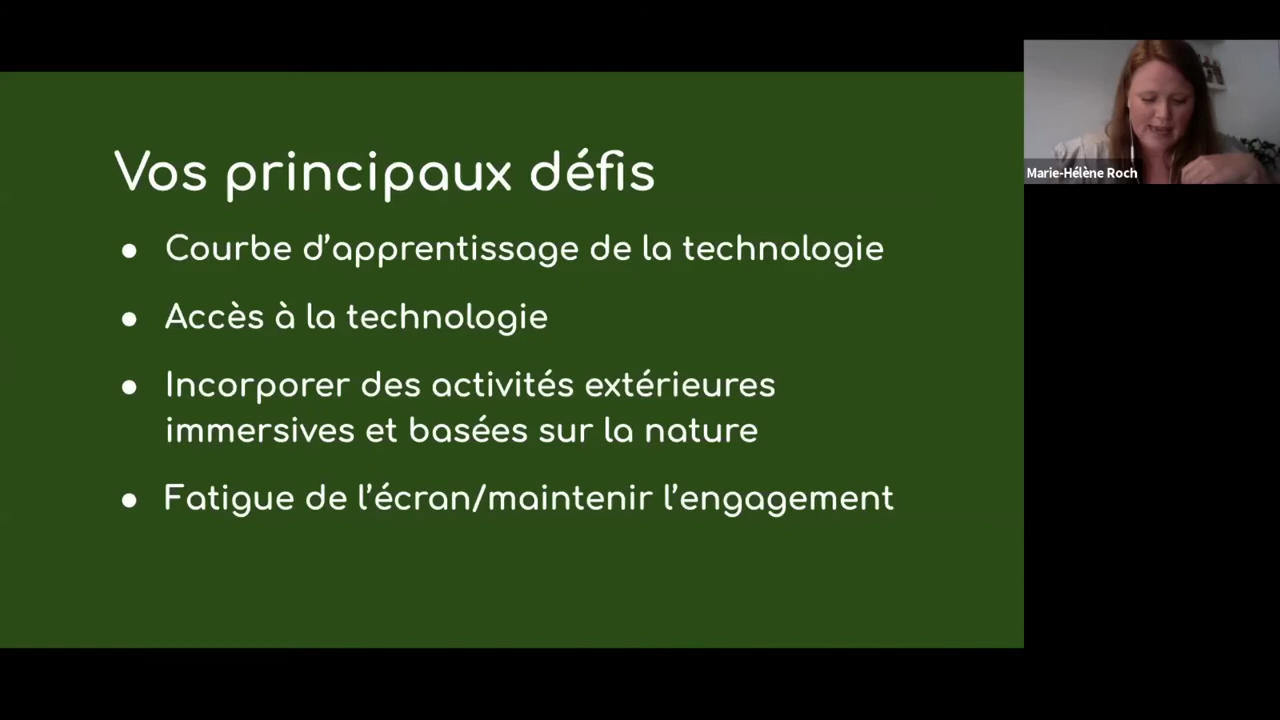 Vos principaux défis
● Courbe d’apprentissage de la technologie
● Accès à la technologie
● Incorporer des activités extérieures
immersives et basées sur la nature
● Fatigue de l’écran/maintenir l’engagement
Marie-Hélène Roch